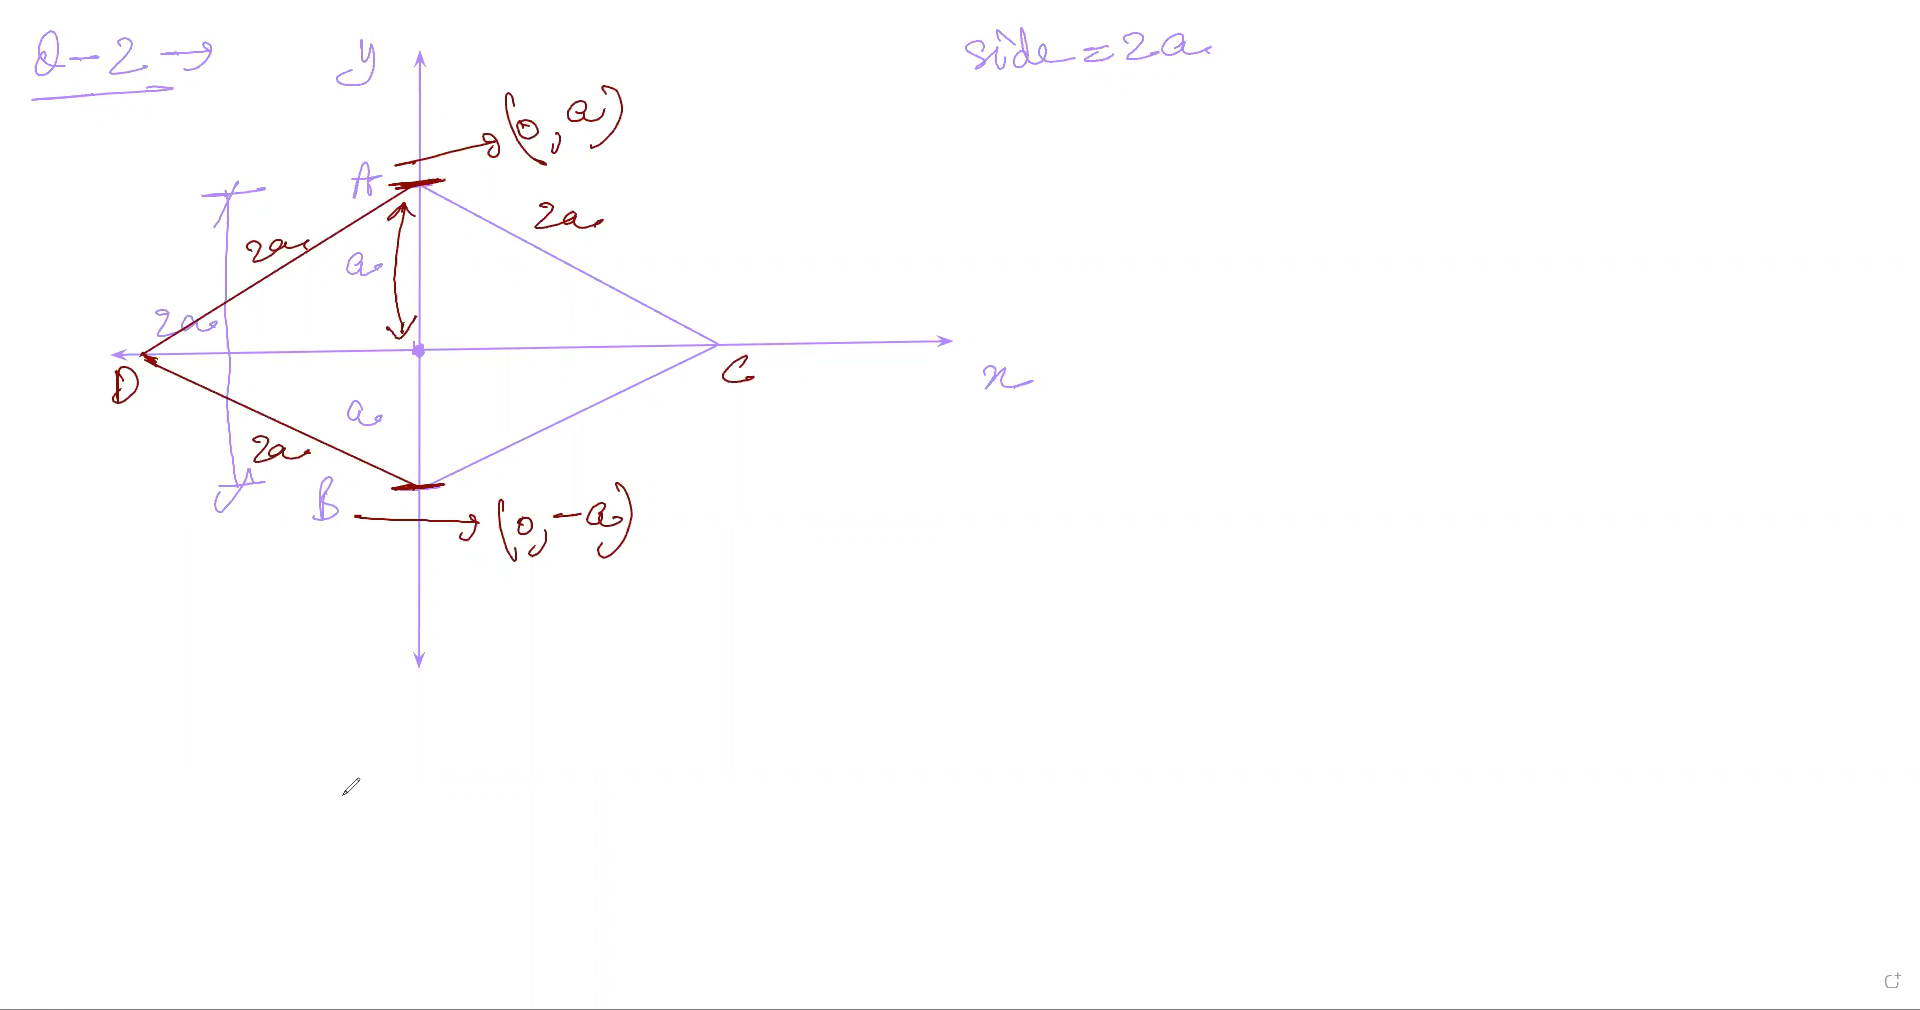 Q-2 →
y
side = 2a
(0, a)
A
2a
2a
a
2a
D
C
x
a
2a
B
(0, -a)